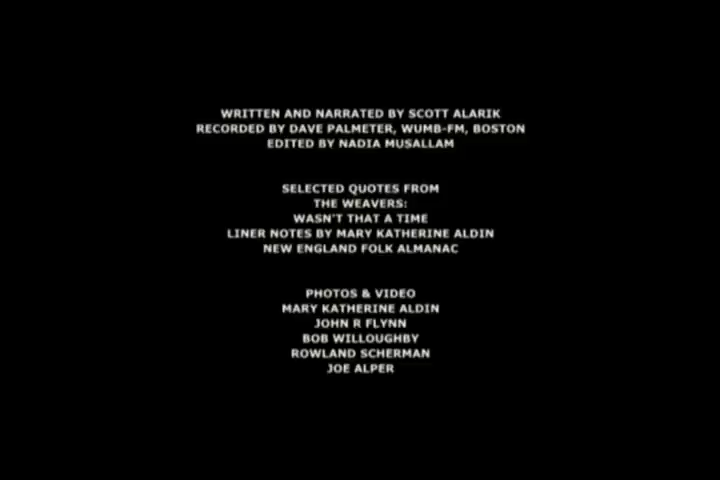 WRITTEN AND NARRATED BY SCOTT ALARIK
RECORDED BY DAVE PALMETER, WUMB-FM, BOSTON
EDITED BY NADIA MUSALLAM
SELECTED QUOTES FROM
THE WEAVERS:
WASN'T THAT A TIME
LINER NOTES BY MARY KATHERINE ALDIN
NEW ENGLAND FOLK ALMANAC
PHOTOS & VIDEO
MARY KATHERINE ALDIN
JOHN R FLYNN
BOB WILLOUGHBY
ROWLAND SCHERMAN
JOE ALPER